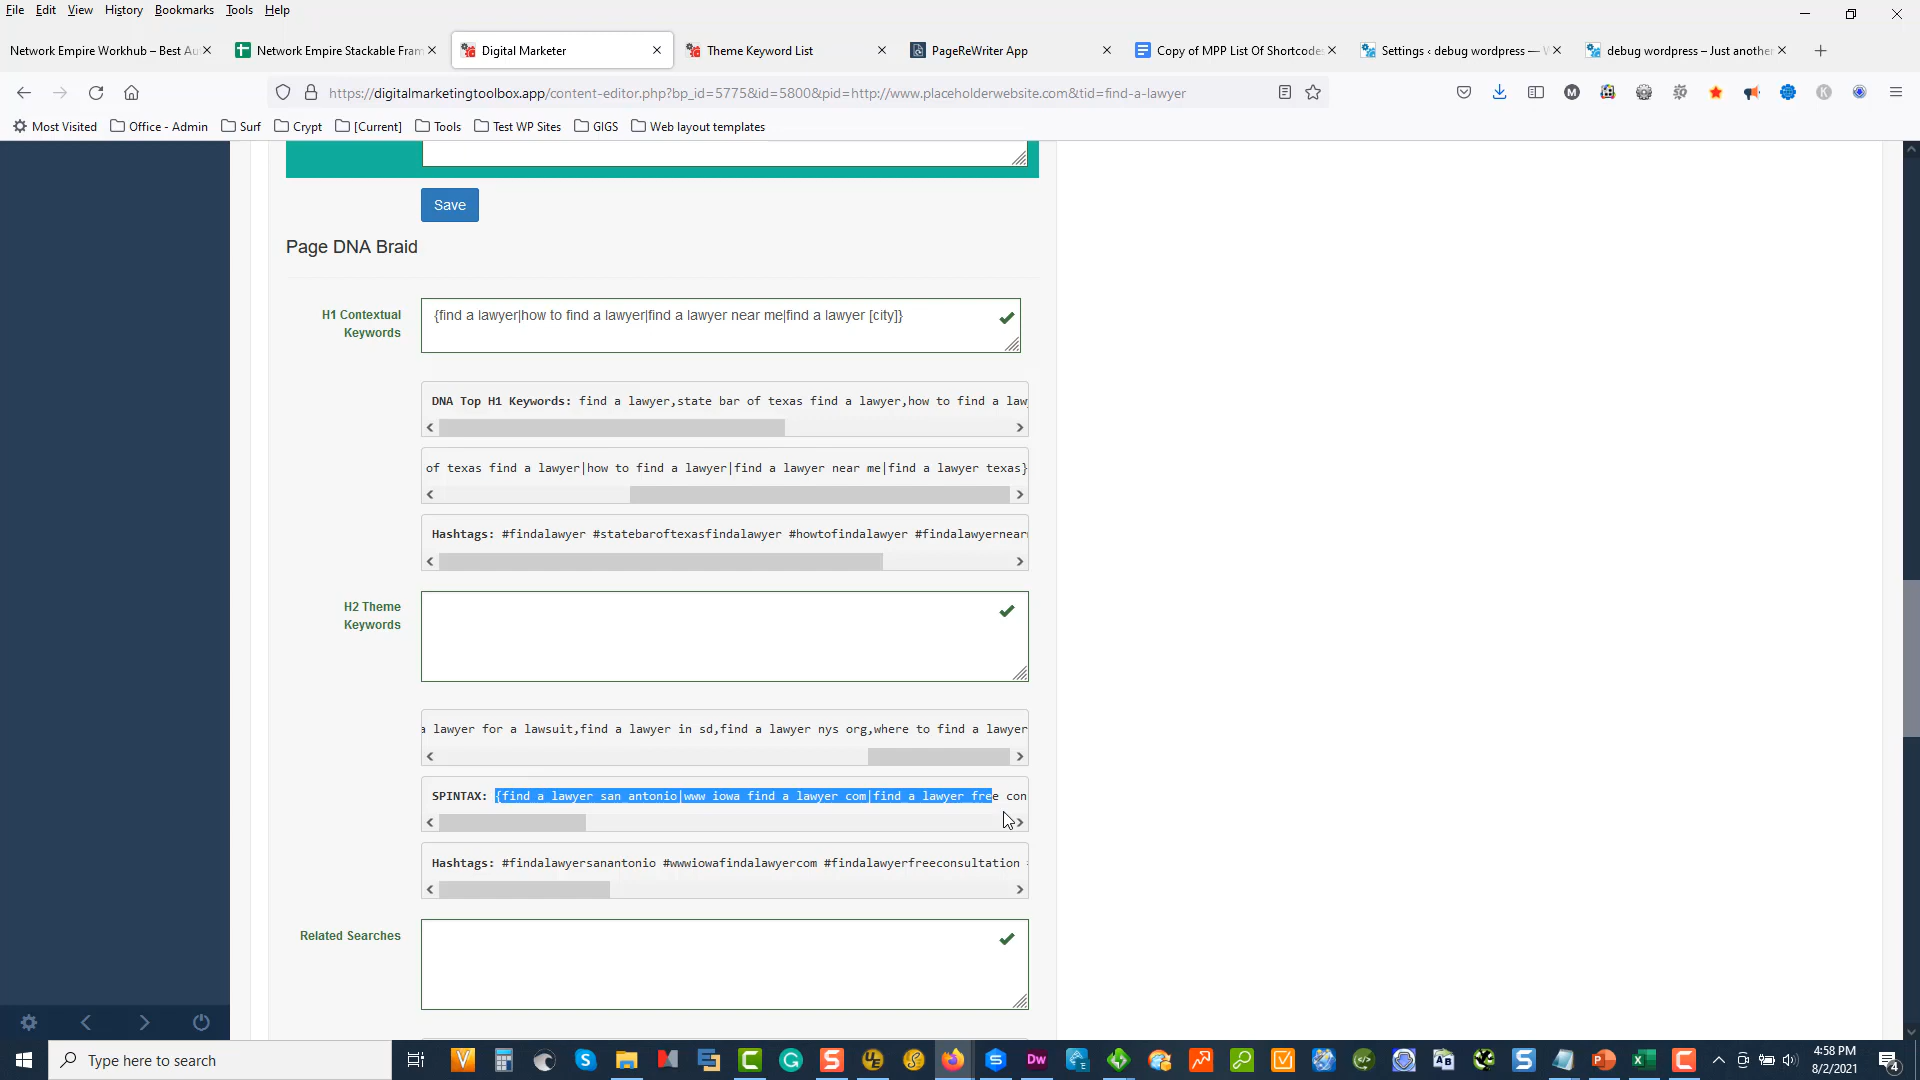 File Edit View History Bookmarks Tools Help
Network Empire Workhub – Best Au
Network Empire Stackable Fram
Digital Marketer
Theme Keyword List
PageReWriter App
Copy of MPP List Of Shortcodes
Settings ‹ debug wordpress — W
debug wordpress – Just another
https://digitalmarketingtoolbox.app/content-editor.php?bp_id=5775&id=5800&pid=http://www.placeholderwebsite.com&tid=find-a-lawyer
Most Visited Office - Admin Surf Crypt [Current] Tools Test WP Sites GIGS Web layout templates
Save
Page DNA Braid
H1 Contextual
Keywords
{find a lawyer|how to find a lawyer|find a lawyer near me|find a lawyer [city]}
DNA Top H1 Keywords: find a lawyer,state bar of texas find a lawyer,how to find a law
of texas find a lawyer|how to find a lawyer|find a lawyer near me|find a lawyer texas}
Hashtags: #findalawyer #statebaroftexasfindalawyer #howtofindalawyer #findalawyernear
H2 Theme
Keywords
a lawyer for a lawsuit,find a lawyer in sd,find a lawyer nys org,where to find a lawyer
SPINTAX: {find a lawyer san antonio|www iowa find a lawyer com|find a lawyer free con
Hashtags: #findalawyersanantonio #wwwiowafindalawyercom #findalawyerfreeconsultation
Related Searches
Type here to search
4:58 PM
8/2/2021
4